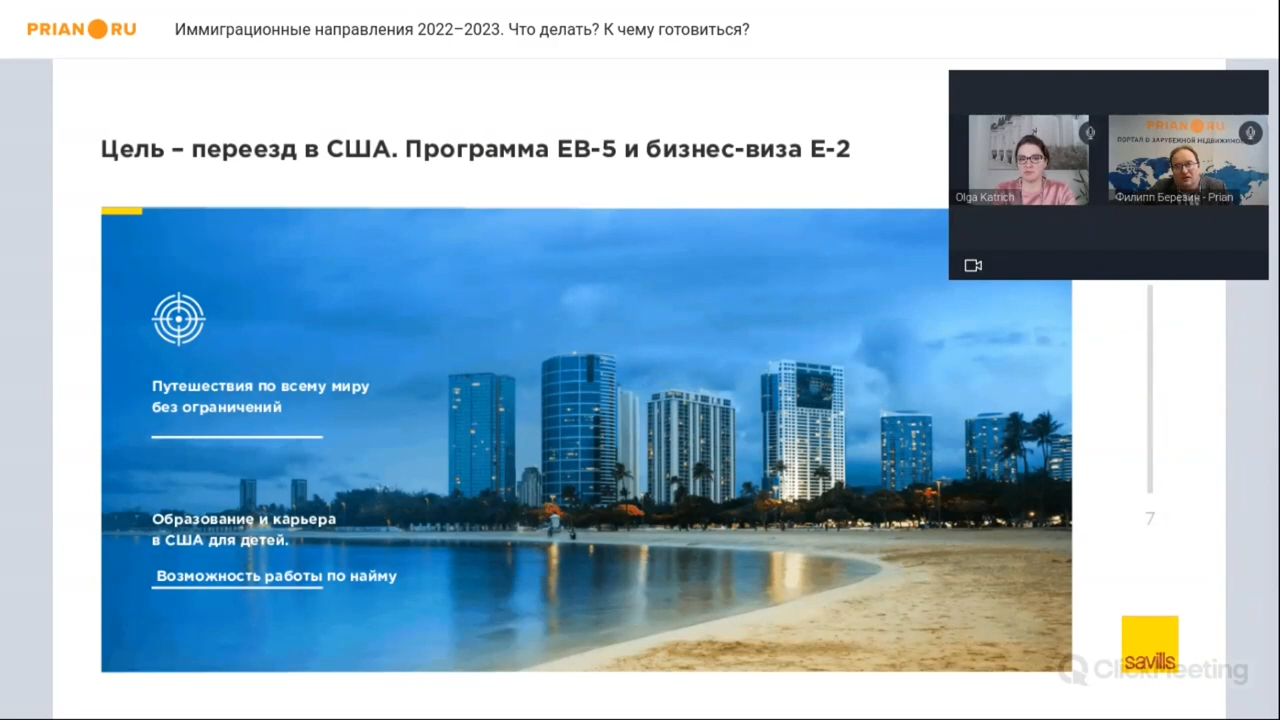 PRIAN RU
Иммиграционные направления 2022–2023. Что делать? К чему готовиться?
Цель – переезд в США. Программа EB-5 и бизнес-виза E-2
PRIAN RU
ПОРТАЛ О ЗАРУБЕЖНОЙ НЕДВИЖИМОС
Olga Katrich
Филипп Березин - Prian
Путешествия по всему миру
без ограничений
Образование и карьера
в США для детей.
Возможность работы по найму
7
savills
ClickMeeting